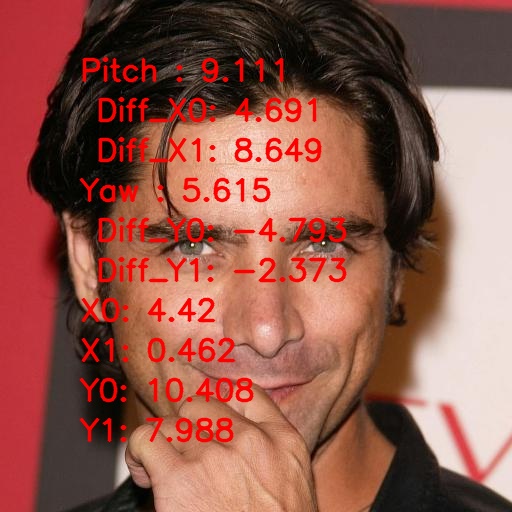 Pitch : 9.111
Diff_X0: 4.691
Diff_X1: 8.649
Yaw : 5.615
Diff_Y0: -4.793
Diff_Y1: -2.373
X0: 4.42
X1: 0.462
Y0: 10.408
Y1: 7.988